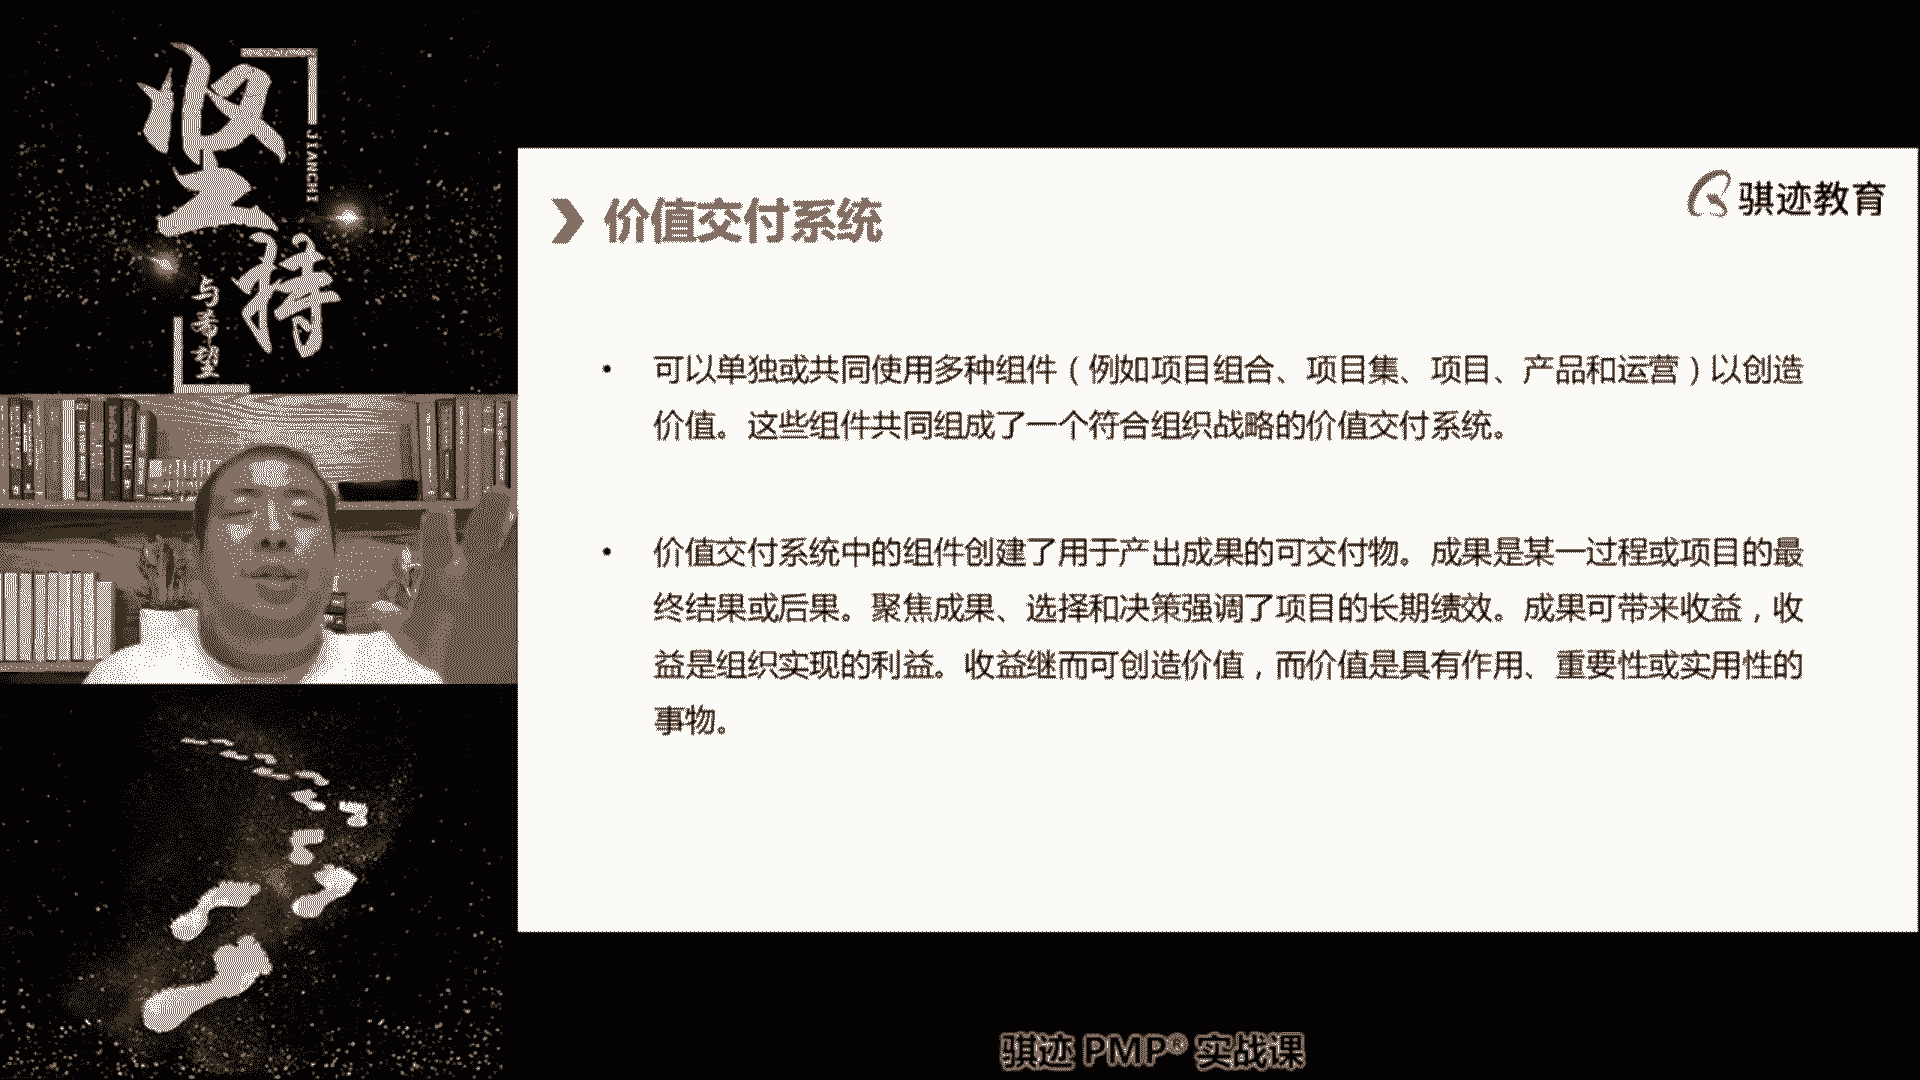 坚持
JIANCHI
与希望
价值交付系统
骐迹教育
• 可以单独或共同使用多种组件（例如项目组合、项目集、项目、产品和运营）以创造
价值。这些组件共同组成了一个符合组织战略的价值交付系统。
• 价值交付系统中的组件创建了用于产出成果的可交付物。成果是某一过程或项目的最
终结果或后果。聚焦成果、选择和决策强调了项目的长期绩效。成果可带来收益，收
益是组织实现的利益。收益继而可创造价值，而价值是具有作用、重要性或实用性的
事物。
骐迹 PMP® 实战课